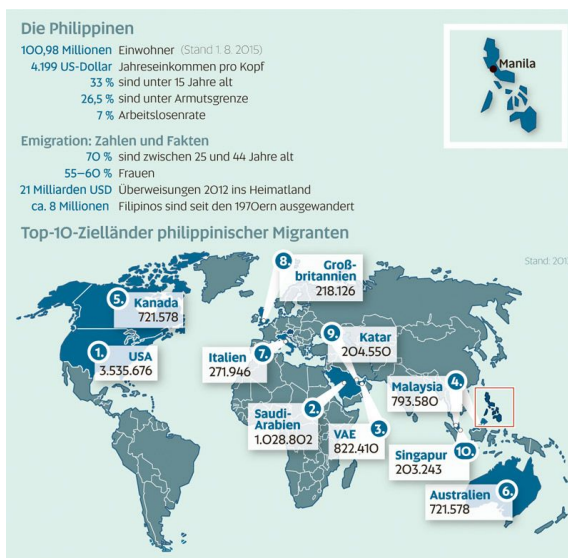 Die Philippinen
100,98 Millionen Einwohner (Stand 1. 8. 2015)
4.199 US-Dollar Jahreseinkommen pro Kopf
33 % sind unter 15 Jahre alt
26,5 % sind unter Armutsgrenze
7 % Arbeitslosenrate
Manila
Emigration: Zahlen und Fakten
70 % sind zwischen 25 und 44 Jahre alt
55–60 % Frauen
21 Milliarden USD Überweisungen 2012 ins Heimatland
ca. 8 Millionen Filipinos sind seit den 1970ern ausgewandert
Top-10-Zielländer philippinischer Migranten
Stand:
8. Groß-
britannien
218.126
5. Kanada
721.578
1. USA
3.535.676
Italien 7.
271.946
9. Katar
204.550
Malaysia 4.
793.580
Saudi-
Arabien 2.
1.028.802
VAE 3.
822.410
Singapur 10.
203.243
Australien 6.
721.578